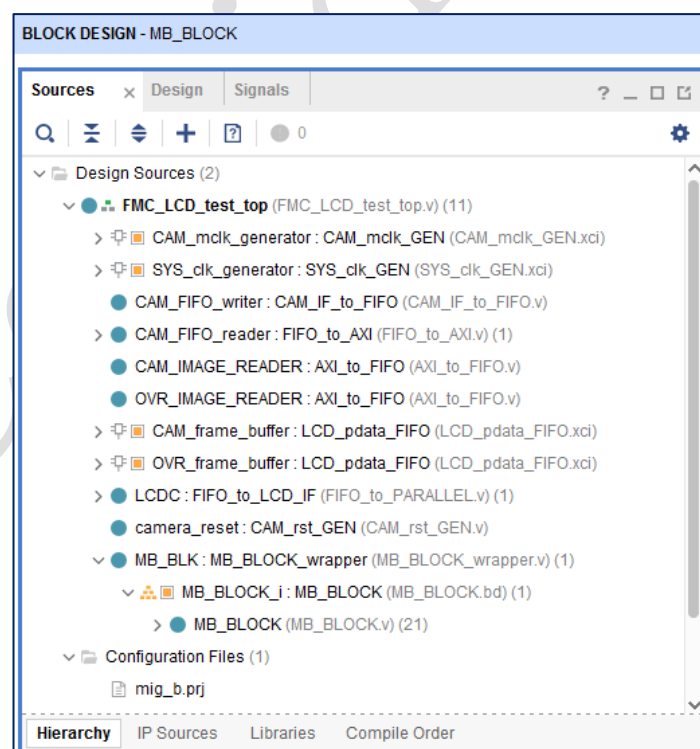 BLOCK DESIGN - MB_BLOCK
Sources × Design Signals ? _
0
Design Sources (2)
FMC_LCD_test_top (FMC_LCD_test_top.v) (11)
CAM_mclk_generator : CAM_mclk_GEN (CAM_mclk_GEN.xci)
SYS_clk_generator : SYS_clk_GEN (SYS_clk_GEN.xci)
CAM_FIFO_writer : CAM_IF_to_FIFO (CAM_IF_to_FIFO.v)
CAM_FIFO_reader : FIFO_to_AXI (FIFO_to_AXI.v) (1)
CAM_IMAGE_READER : AXI_to_FIFO (AXI_to_FIFO.v)
OVR_IMAGE_READER : AXI_to_FIFO (AXI_to_FIFO.v)
CAM_frame_buffer : LCD_pdata_FIFO (LCD_pdata_FIFO.xci)
OVR_frame_buffer : LCD_pdata_FIFO (LCD_pdata_FIFO.xci)
LCDC : FIFO_to_LCD_IF (FIFO_to_PARALLEL.v) (1)
camera_reset : CAM_rst_GEN (CAM_rst_GEN.v)
MB_BLK : MB_BLOCK_wrapper (MB_BLOCK_wrapper.v) (1)
MB_BLOCK_i : MB_BLOCK (MB_BLOCK.bd) (1)
MB_BLOCK (MB_BLOCK.v) (21)
Configuration Files (1)
mig_b.prj
Hierarchy IP Sources Libraries Compile Order